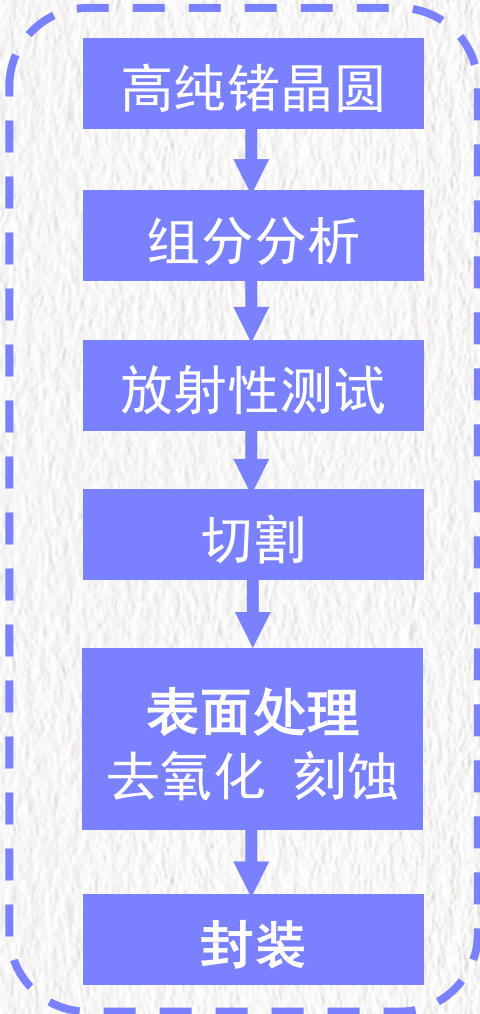 高纯锗晶圆
组分分析
放射性测试
切割
表面处理
去氧化 刻蚀
封装